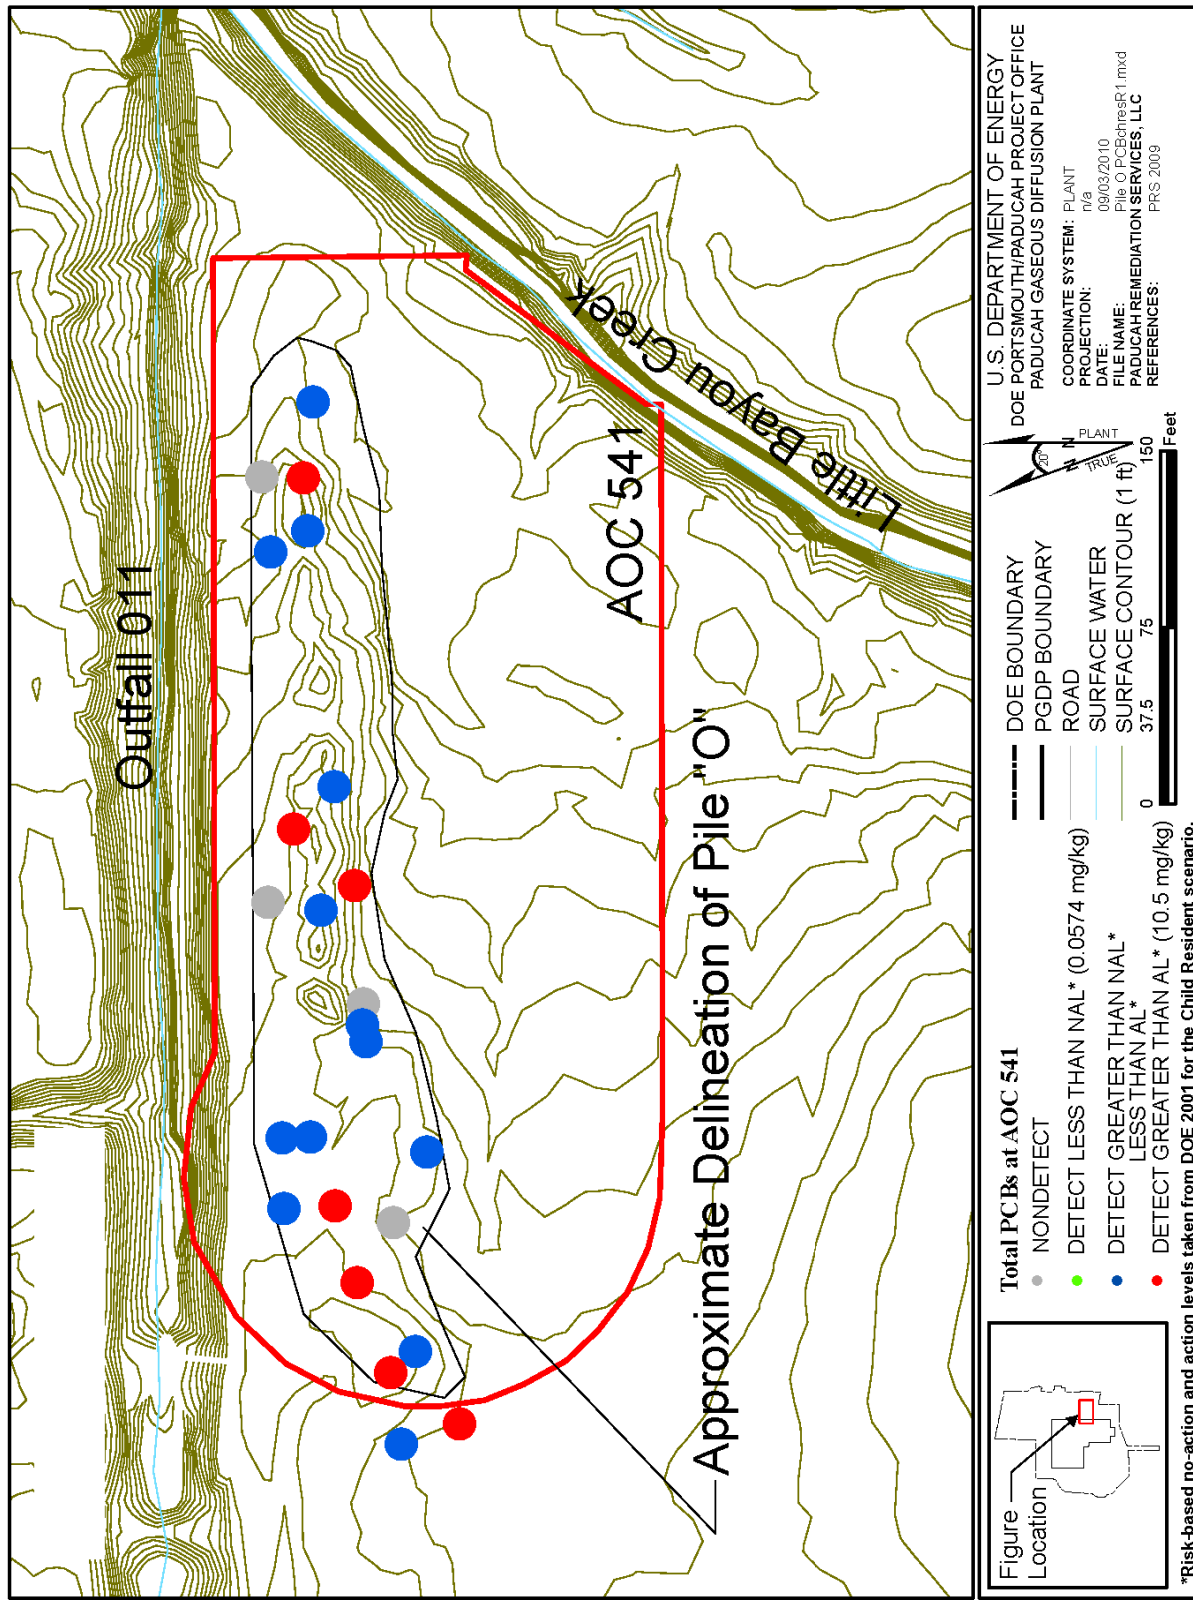 Outfall 011
Little Bayou Creek
AOC 541
Approximate Delineation of Pile "O"
Figure
Location
Total PCBs at AOC 541
NONDETECT
DETECT LESS THAN NAL* (0.0574 mg/kg)
DETECT GREATER THAN NAL*
LESS THAN AL*
DETECT GREATER THAN AL* (10.5 mg/kg)
DOE BOUNDARY
PGDP BOUNDARY
ROAD
SURFACE WATER
SURFACE CONTOUR (1 ft)
0 37.5 75 150
Feet
20°
N N
TRUE PLANT
U.S. DEPARTMENT OF ENERGY
DOE PORTSMOUTH/PADUCAH PROJECT OFFICE
PADUCAH GASEOUS DIFFUSION PLANT
COORDINATE SYSTEM: PLANT
PROJECTION: n/a
DATE: 09/03/2010
FILE NAME: Pile O PCBchresR1.mxd
PADUCAH REMEDIATION SERVICES, LLC
REFERENCES: PRS 2009
*Risk-based no-action and action levels taken from DOE 2001 for the Child Resident scenario.